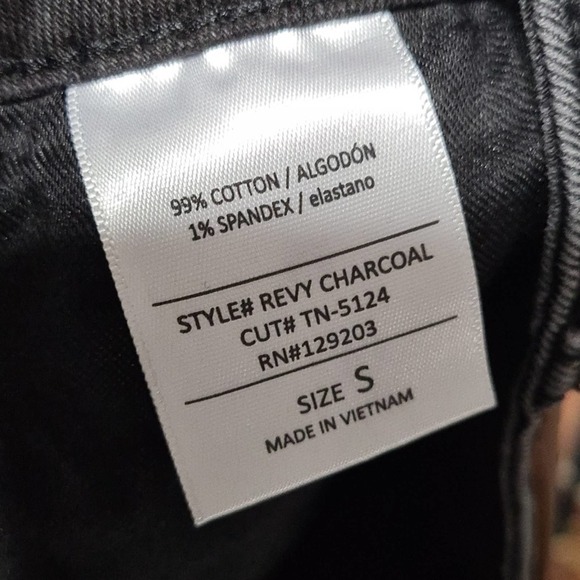 99% COTTON / ALGODÓN
1% SPANDEX / elastano
STYLE# REVY CHARCOAL
CUT# TN-5124
RN#129203
SIZE S
MADE IN VIETNAM